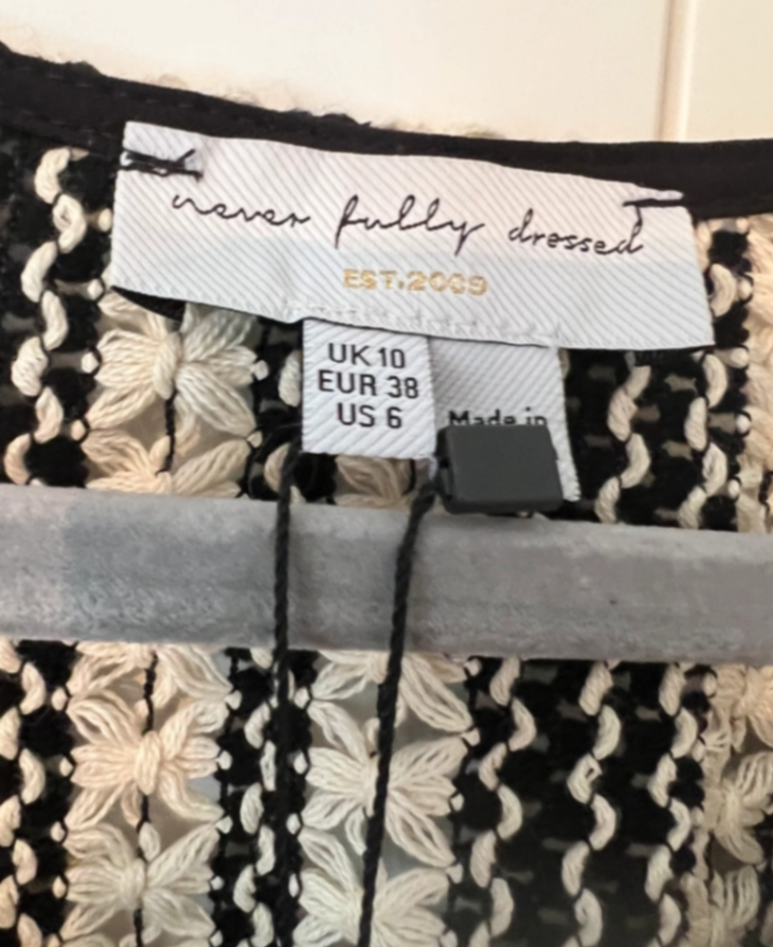 never fully dressed
EST.2009
UK 10
EUR 38
US 6
Made in